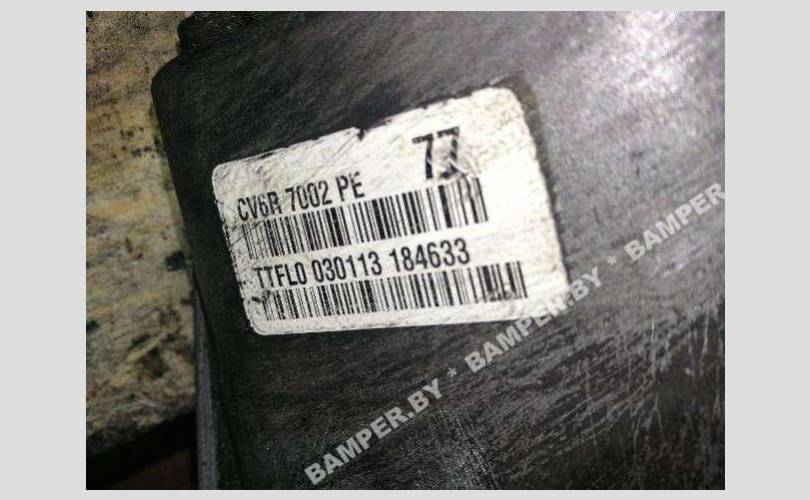 77
CV6R 7002 PE
TTFL0 030113 184633
BAMPER.BY * BAMPER.BY * BAMPER